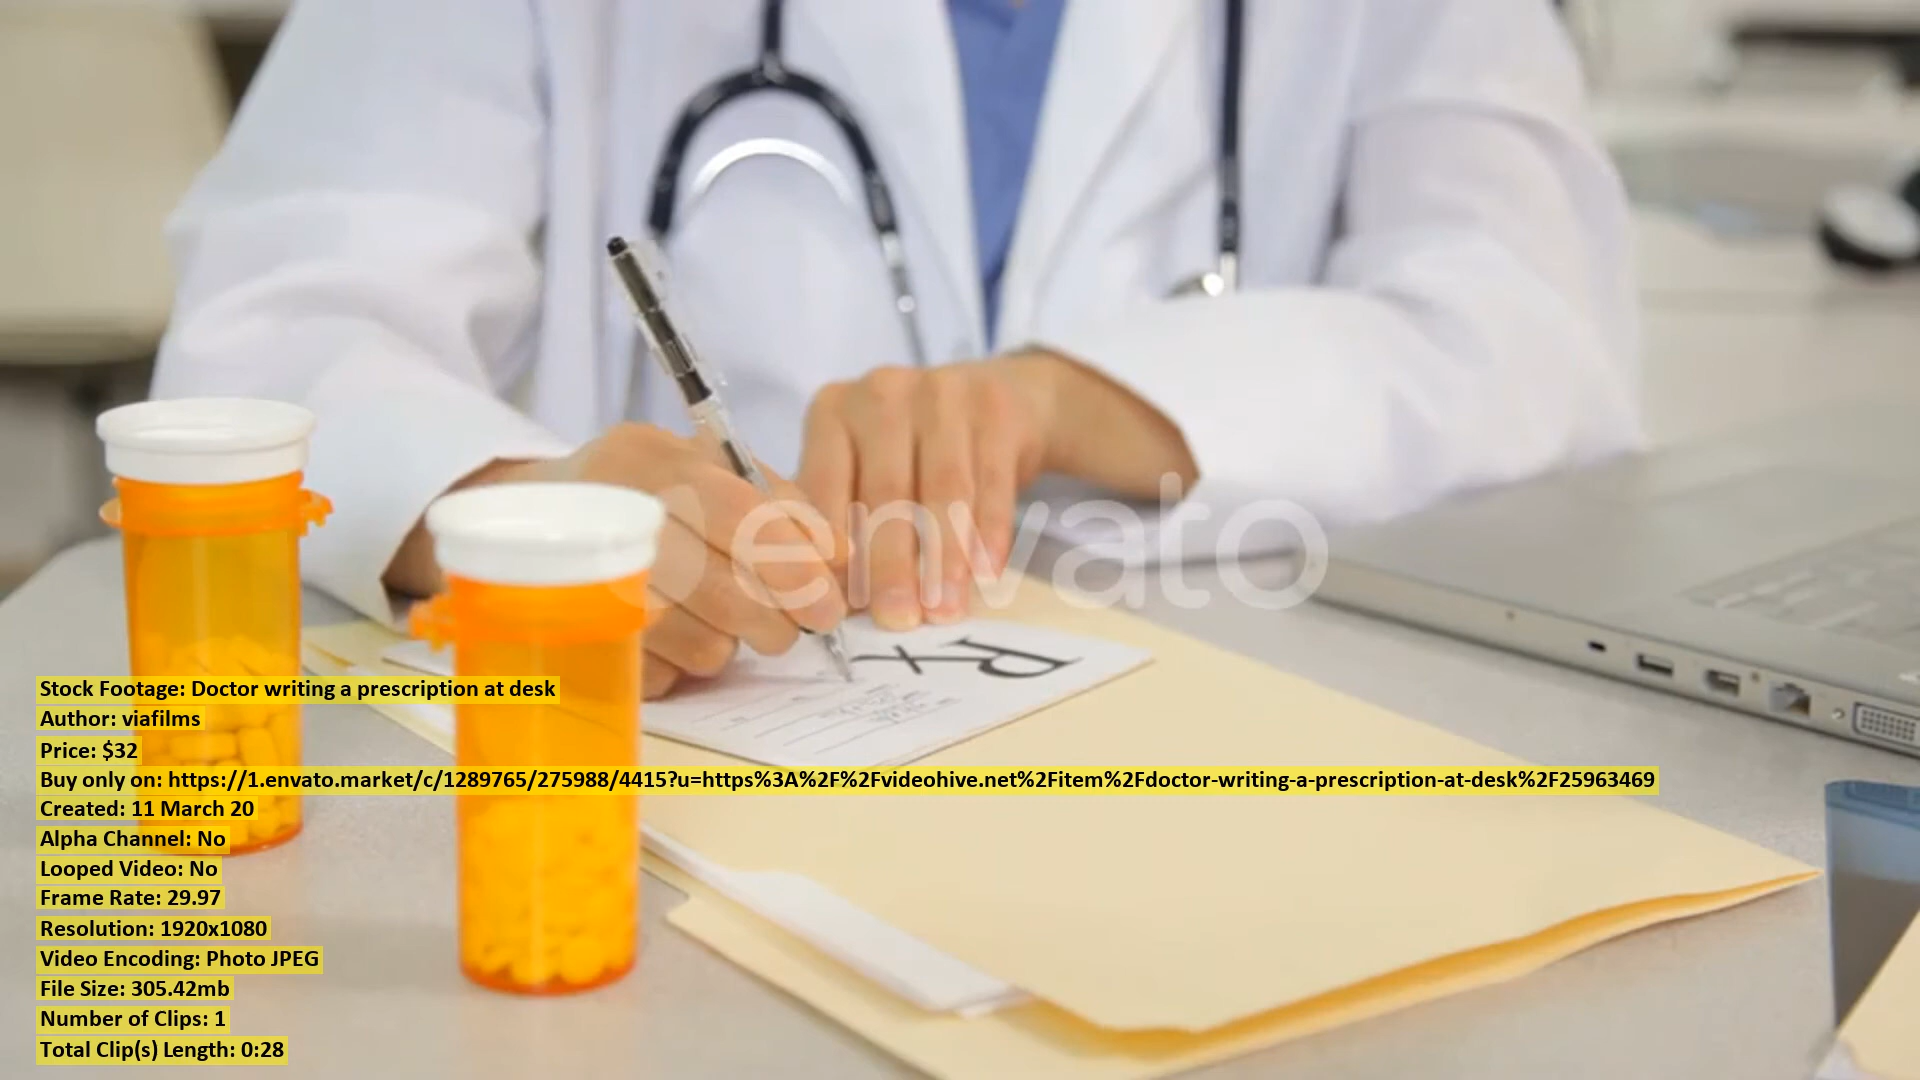 envato
Rx
Stock Footage: Doctor writing a prescription at desk
Author: viafilms
Price: $32
Buy only on: https://1.envato.market/c/1289765/275988/4415?u=https%3A%2F%2Fvideohive.net%2Fitem%2Fdoctor-writing-a-prescription-at-desk%2F25963469
Created: 11 March 20
Alpha Channel: No
Looped Video: No
Frame Rate: 29.97
Resolution: 1920x1080
Video Encoding: Photo JPEG
File Size: 305.42mb
Number of Clips: 1
Total Clip(s) Length: 0:28